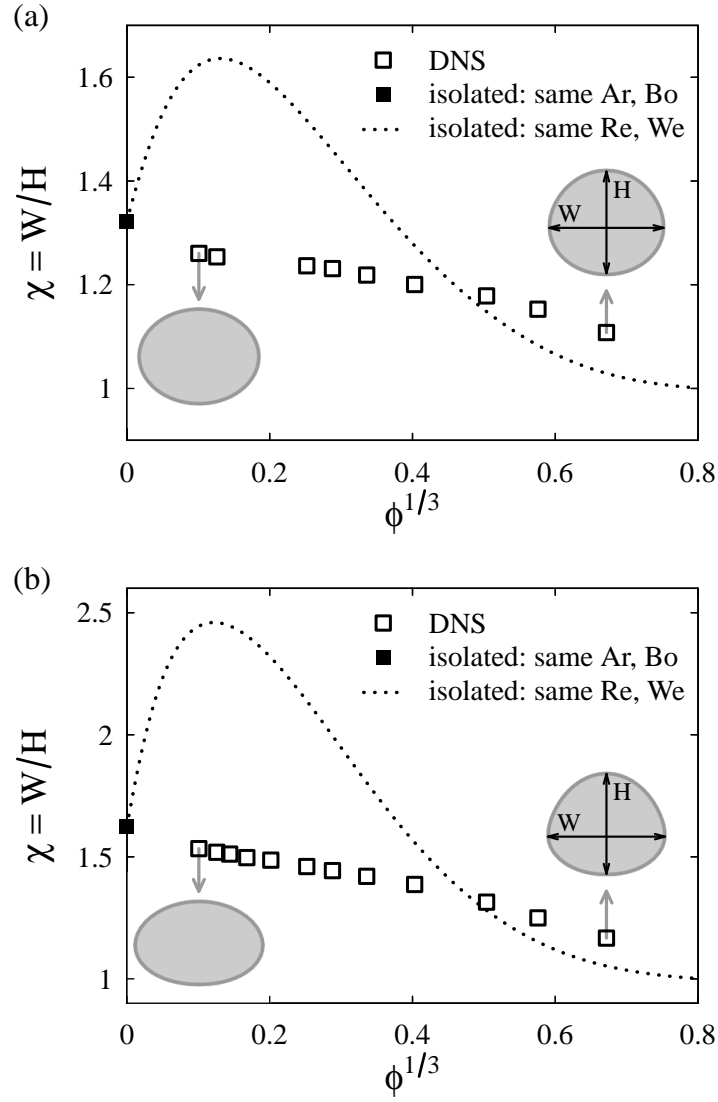 (a)
DNS
isolated: same Ar, Bo
isolated: same Re, We
χ = W/H
1.6
1.4
1.2
1
H
W
0
0.2
0.4
0.6
0.8
ϕ^{1/3}
(b)
DNS
isolated: same Ar, Bo
isolated: same Re, We
χ = W/H
2.5
2
1.5
1
H
W
0
0.2
0.4
0.6
0.8
ϕ^{1/3}